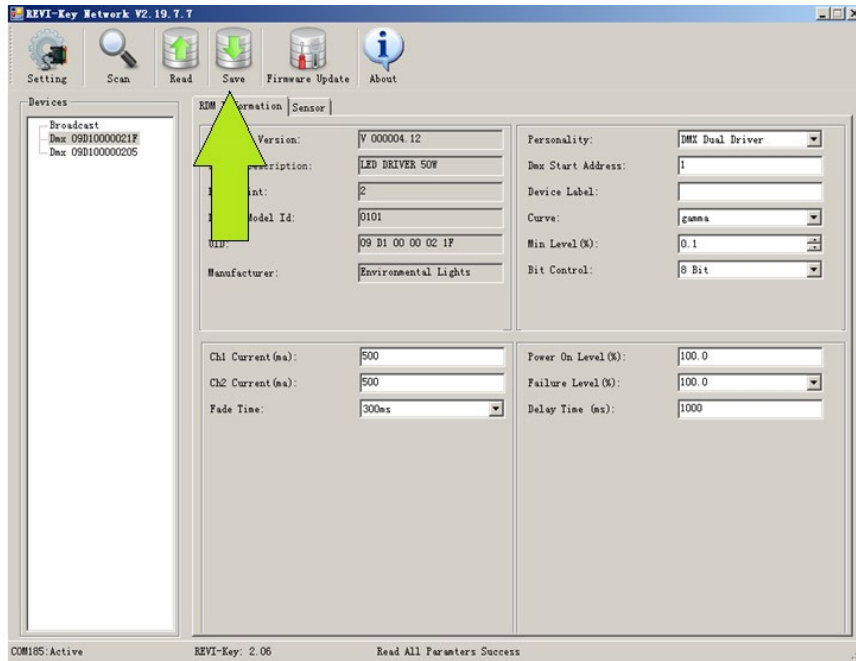 REVI-Key Network V2.19.7.7
Setting Scan Read Save Firmware Update About
Devices
Broadcast
Dmx 09D10000021F
Dmx 09D100000205
RDM Sensor
Version: V 000004.12
LED DRIVER 50W
2
Model Id: 0101
UID: 09 D1 00 00 02 1F
Manufacturer: Environmental Lights
Personality: DMX Dual Driver
Dmx Start Address: 1
Device Label:
Curve: gamma
Min Level(%): 0.1
Bit Control: 8 Bit
Ch1 Current(ma): 500
Ch2 Current(ma): 500
Fade Time: 300ms
Power On Level(%): 100.0
Failure Level(%): 100.0
Delay Time (ms): 1000
COM185:Active REVI-Key: 2.06 Read All Paramters Success